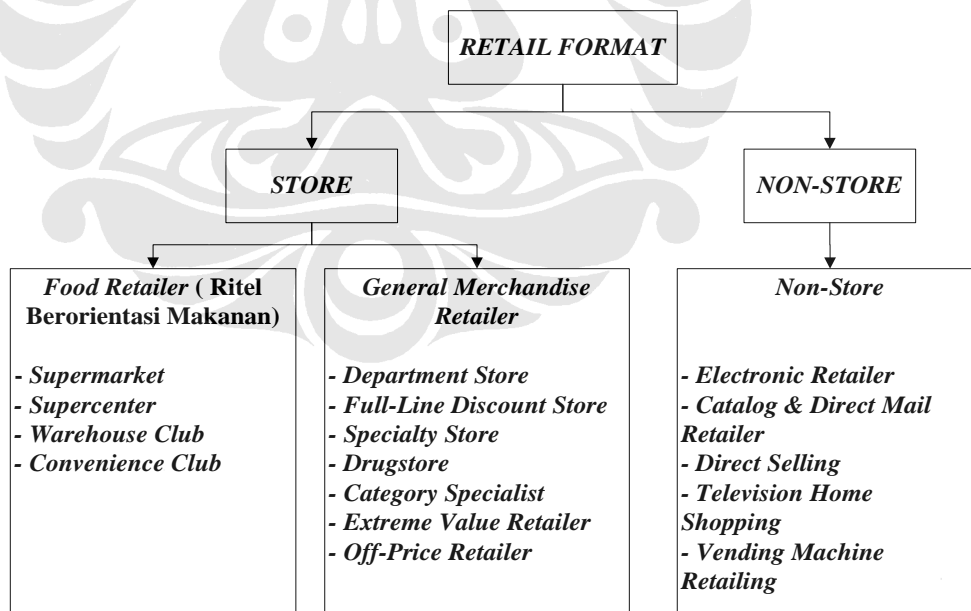 RETAIL FORMAT
STORE
NON-STORE
Food Retailer ( Ritel
Berorientasi Makanan)
- Supermarket
- Supercenter
- Warehouse Club
- Convenience Club
General Merchandise
Retailer
- Department Store
- Full-Line Discount Store
- Specialty Store
- Drugstore
- Category Specialist
- Extreme Value Retailer
- Off-Price Retailer
Non-Store
- Electronic Retailer
- Catalog & Direct Mail
Retailer
- Direct Selling
- Television Home
Shopping
- Vending Machine
Retailing